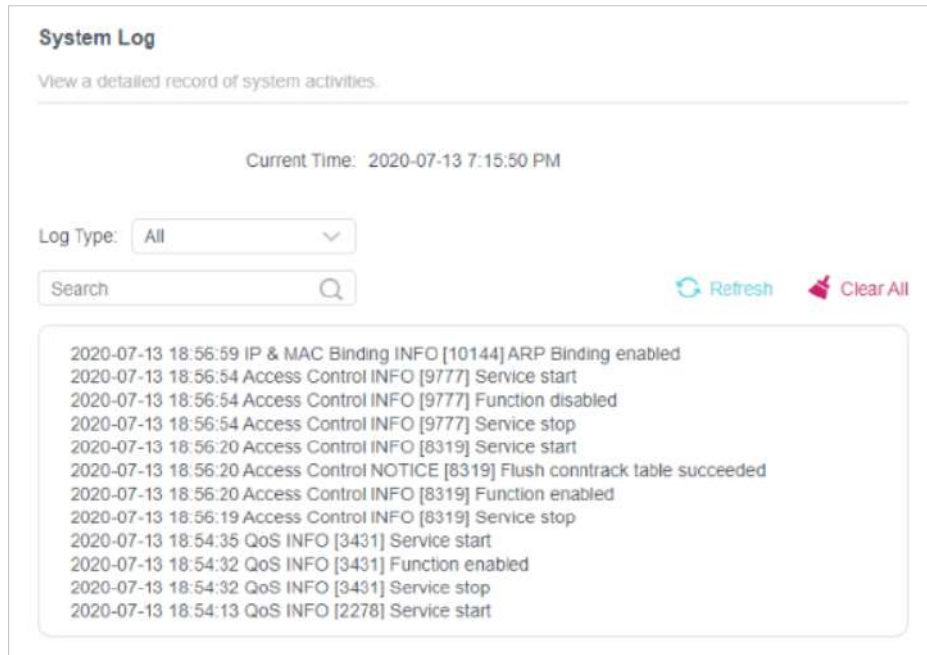 System Log
View a detailed record of system activities.
Current Time: 2020-07-13 7:15:50 PM
Log Type: All
Search
Refresh
Clear All
2020-07-13 18:56:59 IP & MAC Binding INFO [10144] ARP Binding enabled
2020-07-13 18:56:54 Access Control INFO [9777] Service start
2020-07-13 18:56:54 Access Control INFO [9777] Function disabled
2020-07-13 18:56:54 Access Control INFO [9777] Service stop
2020-07-13 18:56:20 Access Control INFO [8319] Service start
2020-07-13 18:56:20 Access Control NOTICE [8319] Flush conntrack table succeeded
2020-07-13 18:56:20 Access Control INFO [8319] Function enabled
2020-07-13 18:56:19 Access Control INFO [8319] Service stop
2020-07-13 18:54:35 QoS INFO [3431] Service start
2020-07-13 18:54:32 QoS INFO [3431] Function enabled
2020-07-13 18:54:32 QoS INFO [3431] Service stop
2020-07-13 18:54:13 QoS INFO [2278] Service start